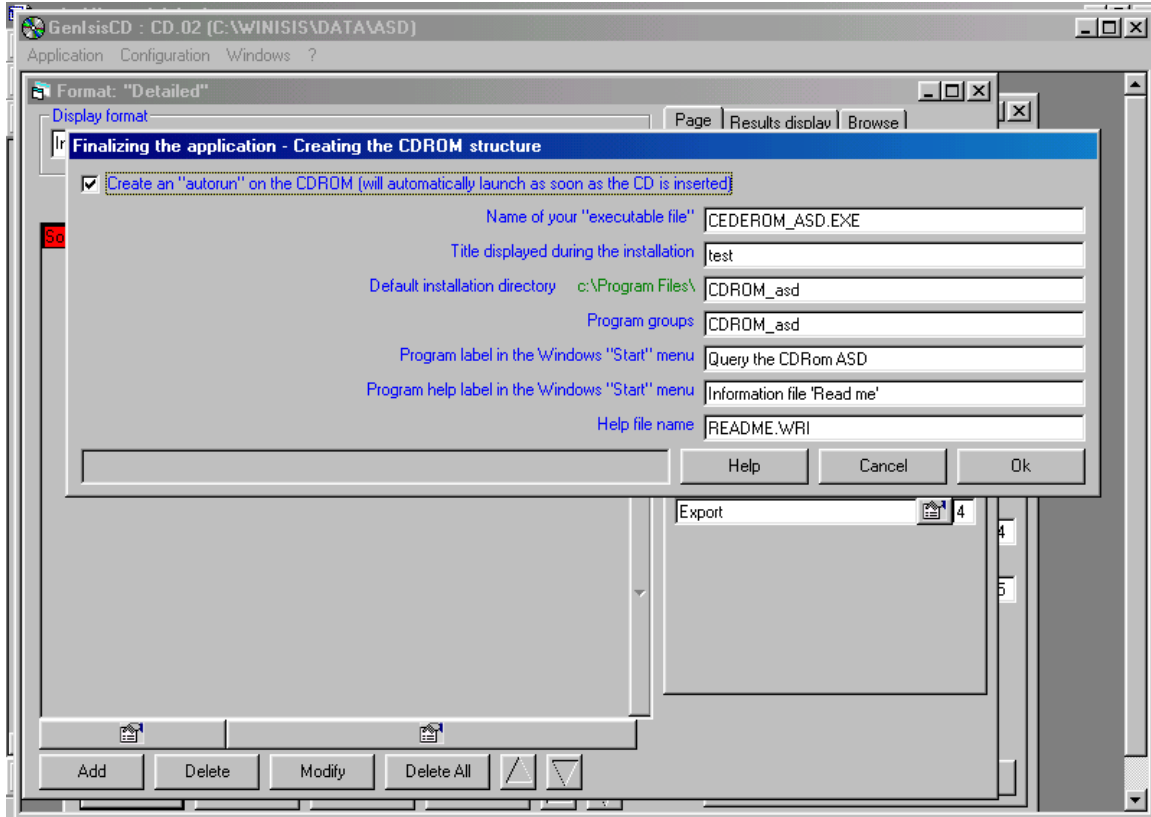 GenIsisCD : CD.02 (C:\WINISIS\DATA\ASD)
Application Configuration Windows ?
Format: "Detailed"
Display format
Page Results display Browse
Finalizing the application - Creating the CDROM structure
Create an "autorun" on the CDROM (will automatically launch as soon as the CD is inserted)
Name of your "executable file" CEDEROM_ASD.EXE
Title displayed during the installation test
Default installation directory c:\Program Files\ CDROM_asd
Program groups CDROM_asd
Program label in the Windows "Start" menu Query the CDRom ASD
Program help label in the Windows "Start" menu Information file 'Read me'
Help file name README.WRI
Help Cancel Ok
Export 4
4
5
Add Delete Modify Delete All